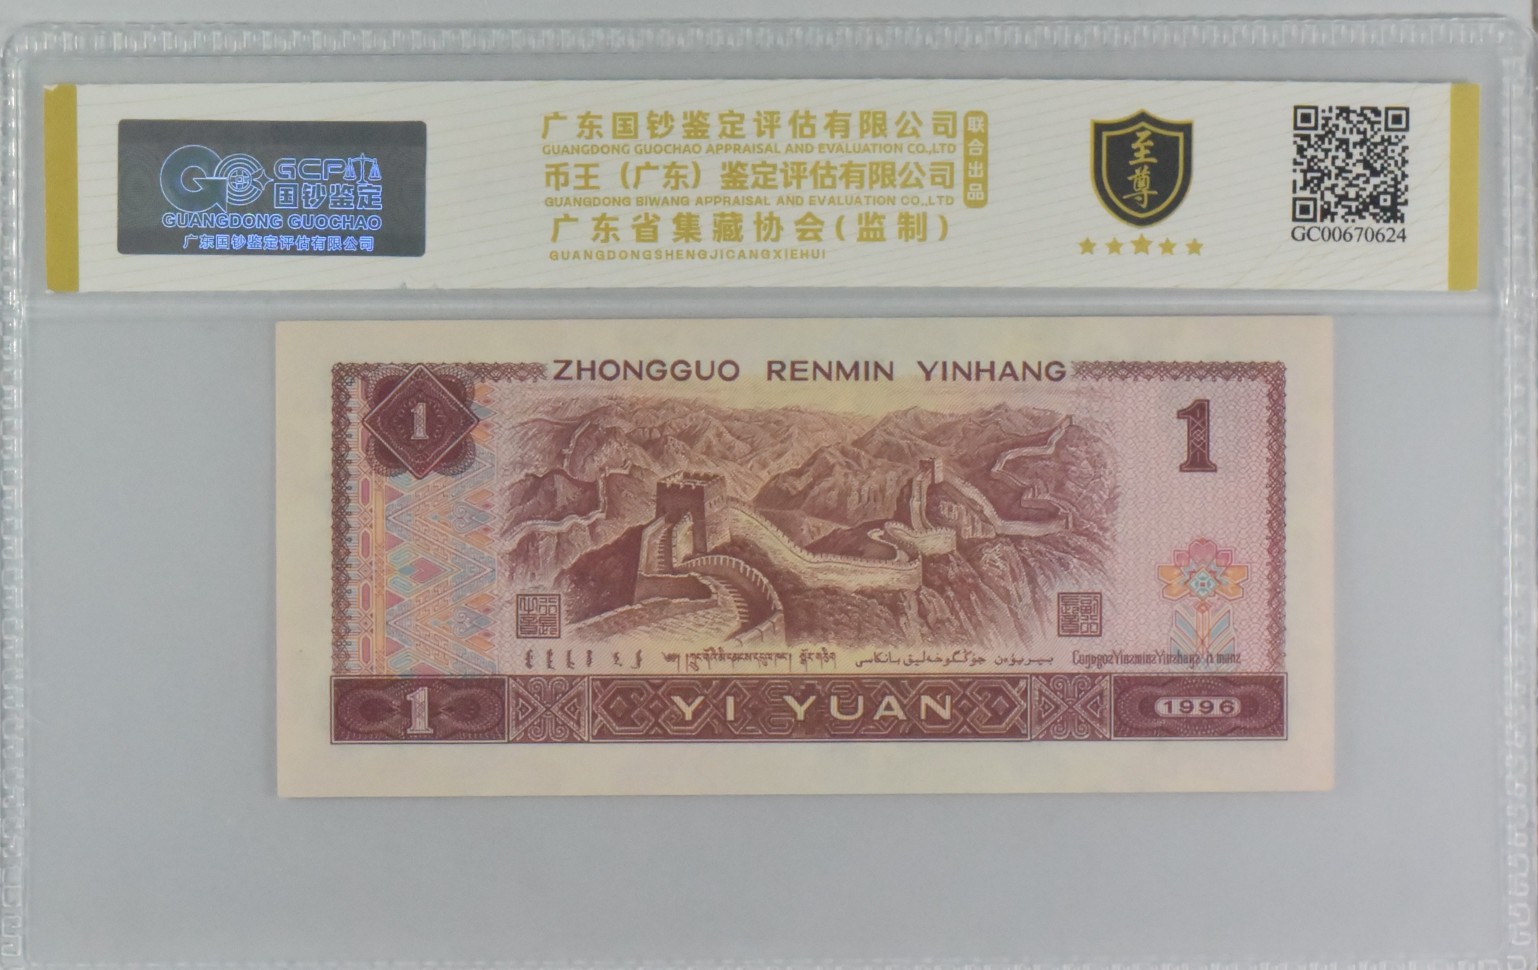 GCP
国钞鉴定
GUANGDONG GUOCHAO
广东国钞鉴定评估有限公司
广东国钞鉴定评估有限公司
GUANGDONG GUOCHAO APPRAISAL AND EVALUATION CO.,LTD
币王（广东）鉴定评估有限公司
GUANGDONG BIWANG APPRAISAL AND EVALUATION CO.,LTD
广东省集藏协会(监制)
GUANGDONGSHENGJICANGXIEHUI
联合出品
至尊
GC00670624
ZHONGGUO RENMIN YINHANG
1
1
1 YI YUAN 1996